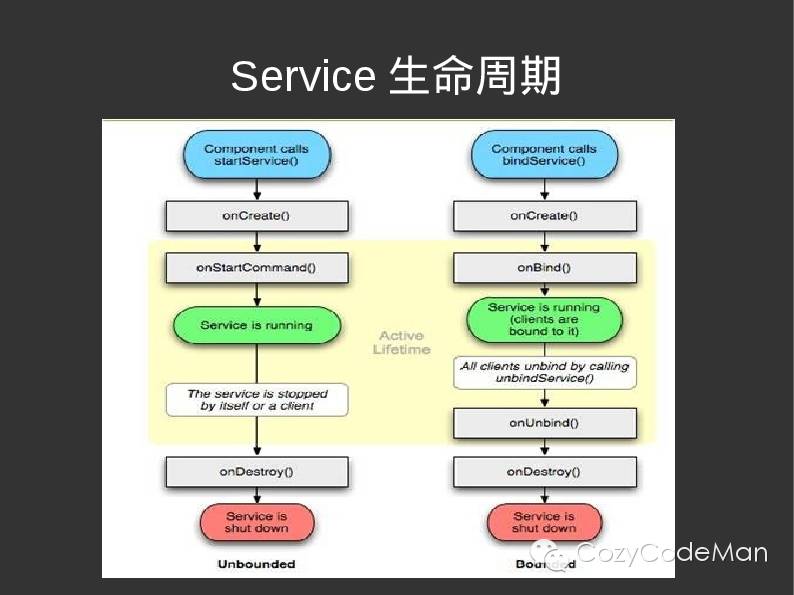 Service 生命周期
Component calls
startService()
onCreate()
onStartCommand()
Service is running
The service is stopped
by itself or a client
onDestroy()
Service is
shut down
Unbounded
Active
Lifetime
Component calls
bindService()
onCreate()
onBind()
Service is running
(clients are
bound to it)
All clients unbind by calling
unbindService()
onUnbind()
onDestroy()
Service is
shut down
Bounded
CozyCodeMan